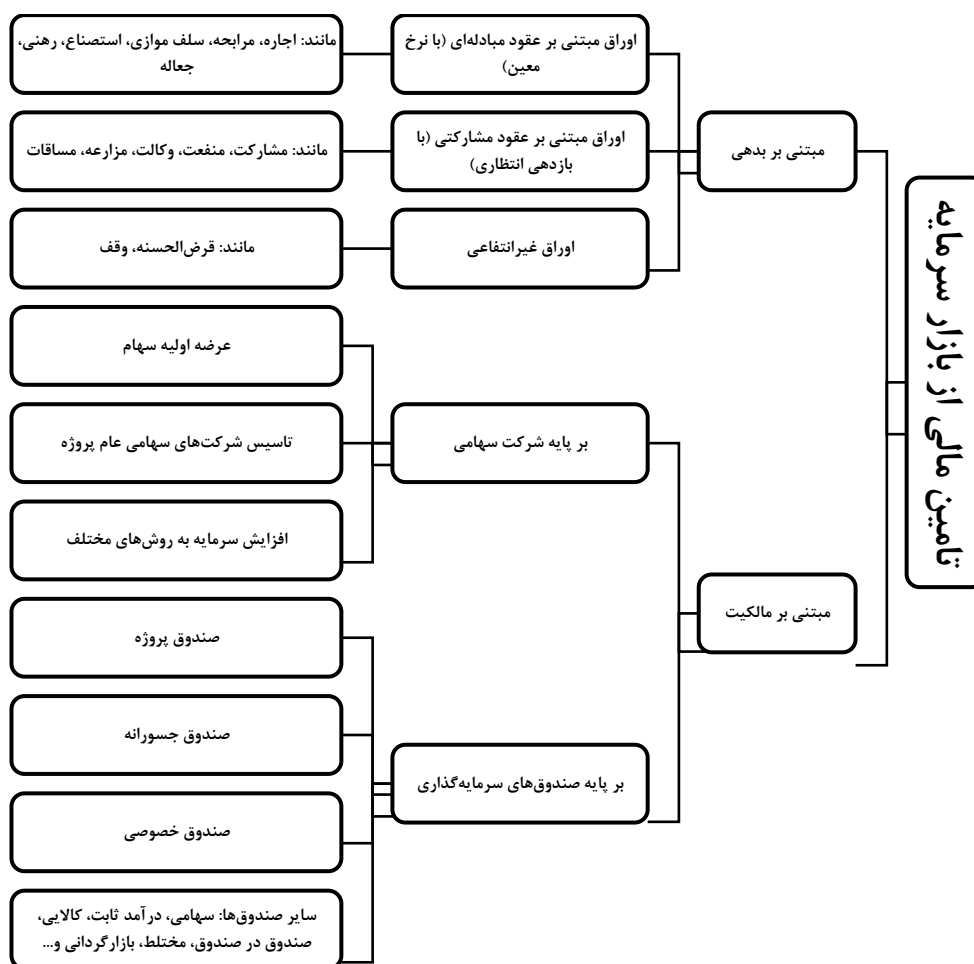 تامین مالی از بازار سرمایه
مبتنی بر بدهی
اوراق مبتنی بر عقود مبادله‌ای (با نرخ
معین)
مانند: اجاره، مرابحه، سلف موازی، استصناع، رهنی،
جعاله
اوراق مبتنی بر عقود مشارکتی (با
بازدهی انتظاری)
مانند: مشارکت، منفعت، وکالت، مزارعه، مساقات
اوراق غیرانتفاعی
مانند: قرض‌الحسنه، وقف
مبتنی بر مالکیت
بر پایه شرکت سهامی
عرضه اولیه سهام
تاسیس شرکت‌های سهامی عام پروژه
افزایش سرمایه به روش‌های مختلف
بر پایه صندوق‌های سرمایه‌گذاری
صندوق پروژه
صندوق جسورانه
صندوق خصوصی
سایر صندوق‌ها: سهامی، درآمد ثابت، کالایی،
صندوق در صندوق، مختلط، بازارگردانی و...